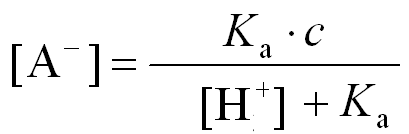 [A⁻] = Kₐ · c / ([H⁺] + Kₐ)